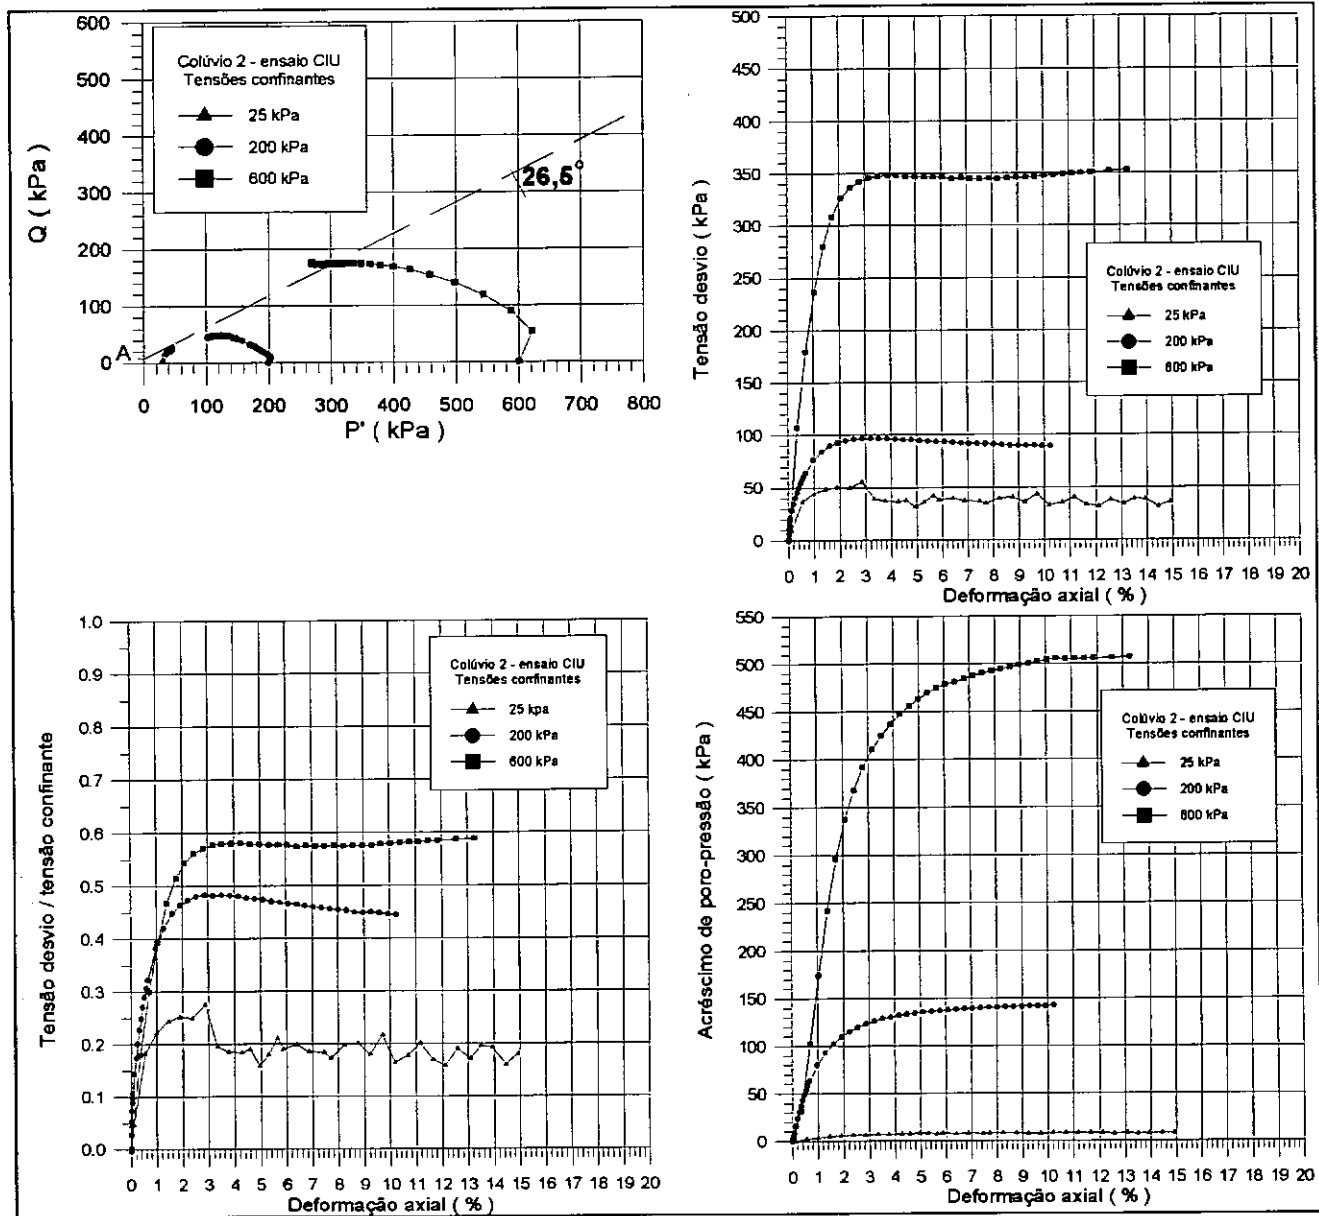 600
500
400
300
200
100
0
Q ( kPa )
Colúvio 2 - ensaio CIU
Tensões confinantes
25 kPa
200 kPa
600 kPa
26,5°
A
0 100 200 300 400 500 600 700 800
P' ( kPa )
500
450
400
350
300
250
200
150
100
50
0
Tensão desvio ( kPa )
Colúvio 2 - ensaio CIU
Tensões confinantes
25 kPa
200 kPa
600 kPa
0 1 2 3 4 5 6 7 8 9 10 11 12 13 14 15 16 17 18 19 20
Deformação axial ( % )
1.0
0.9
0.8
0.7
0.6
0.5
0.4
0.3
0.2
0.1
0.0
Tensão desvio / tensão confinante
Colúvio 2 - ensaio CIU
Tensões confinantes
25 kpa
200 kPa
600 kPa
0 1 2 3 4 5 6 7 8 9 10 11 12 13 14 15 16 17 18 19 20
Deformação axial ( % )
550
500
450
400
350
300
250
200
150
100
50
0
Acréscimo de poro-pressão ( kPa )
Colúvio 2 - ensaio CIU
Tensões confinantes
25 kPa
200 kPa
600 kPa
0 1 2 3 4 5 6 7 8 9 10 11 12 13 14 15 16 17 18 19 20
Deformação axial ( % )